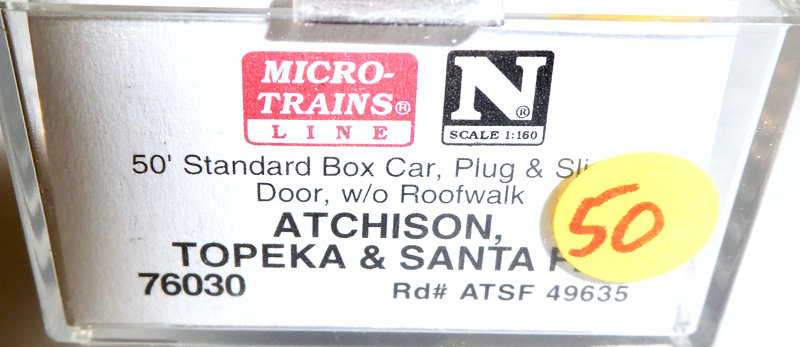 MICRO-
TRAINS®
LINE
N®
SCALE 1:160
50' Standard Box Car, Plug & Sli
Door, w/o Roofwalk
ATCHISON,
TOPEKA & SANTA F
50
76030 Rd# ATSF 49635